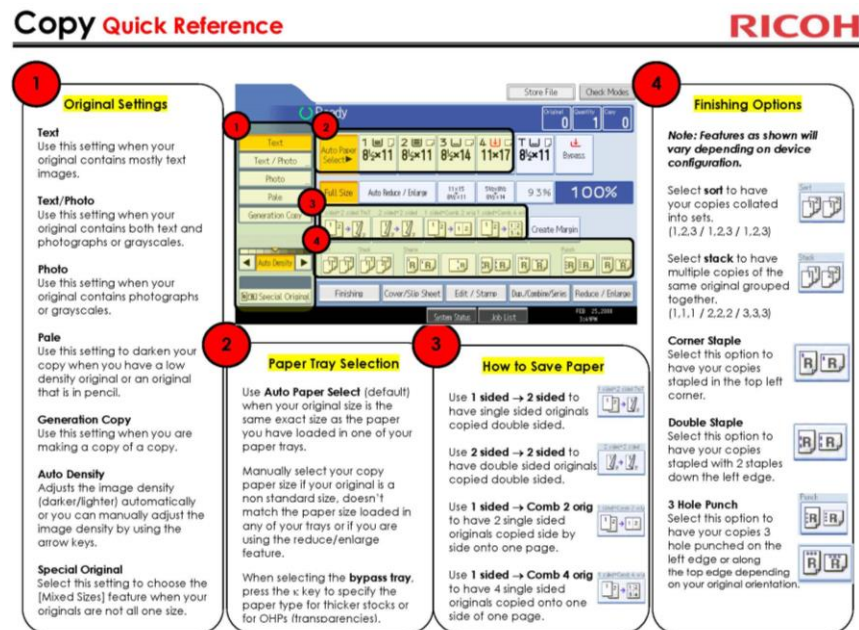 Copy Quick Reference
RICOH
1
Original Settings
Text
Use this setting when your
original contains mostly text
images.
Text/Photo
Use this setting when your
original contains both text and
photographs or grayscales.
Photo
Use this setting when your
original contains photographs
or grayscales.
Pale
Use this setting to darken your
copy when you have a low
density original or an original
that is in pencil.
Generation Copy
Use this setting when you are
making a copy of a copy.
Auto Density
Adjusts the image density
(darker/lighter) automatically
or you can manually adjust the
image density by using the
arrow keys.
Special Original
Select this setting to choose the
[Mixed Sizes] feature when your
originals are not all one size.
Store File
Check Modes
Ready
Original 0 Quantity 1 Copy 0
1
2
Text
Text / Photo
Photo
Pale
Generation Copy
Auto Density
Special Original
Auto Paper
Select▶
1
8½×11
2
8½×11
3
8½×14
4
11×17
T
8½×11
Bypass
Full Size
Auto Reduce / Enlarge
93%
100%
3
Create Margin
4
Finishing
Cover/Slip Sheet
Edit / Stamp
Dup./Combine/Series
Reduce / Enlarge
System Status
Job List
2
Paper Tray Selection
Use Auto Paper Select (default)
when your original size is the
same exact size as the paper
you have loaded in one of your
paper trays.
Manually select your copy
paper size if your original is a
non standard size, doesn't
match the paper size loaded in
any of your trays or if you are
using the reduce/enlarge
feature.
When selecting the bypass tray,
press the κ key to specify the
paper type for thicker stocks or
for OHPs (transparencies).
3
How to Save Paper
Use 1 sided → 2 sided to
have single sided originals
copied double sided.
Use 2 sided → 2 sided to
have double sided originals
copied double sided.
Use 1 sided → Comb 2 orig
to have 2 single sided
originals copied side by
side onto one page.
Use 1 sided → Comb 4 orig
to have 4 single sided
originals copied onto one
side of one page.
4
Finishing Options
Note: Features as shown will
vary depending on device
configuration.
Select sort to have
your copies collated
into sets.
(1,2,3 / 1,2,3 / 1,2,3)
Sort
Select stack to have
multiple copies of the
same original grouped
together.
(1,1,1 / 2,2,2 / 3,3,3)
Stack
Corner Staple
Select this option to
have your copies
stapled in the top left
corner.
Double Staple
Select this option to
have your copies
stapled with 2 staples
down the left edge.
3 Hole Punch
Select this option to
have your copies 3
hole punched on the
left edge or along
the top edge depending
on your original orientation.
Punch